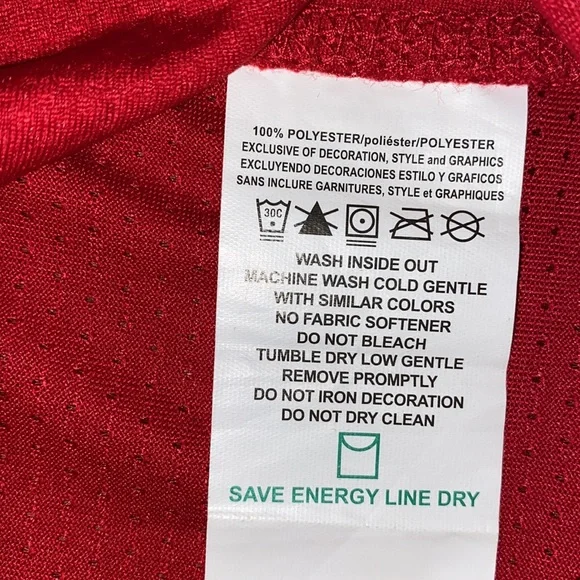 100% POLYESTER/poliéster/POLYESTER
EXCLUSIVE OF DECORATION, STYLE and GRAPHICS
EXCLUYENDO DECORACIONES ESTILO Y GRAFICOS
SANS INCLURE GARNITURES, STYLE et GRAPHIQUES
30C
WASH INSIDE OUT
MACHINE WASH COLD GENTLE
WITH SIMILAR COLORS
NO FABRIC SOFTENER
DO NOT BLEACH
TUMBLE DRY LOW GENTLE
REMOVE PROMPTLY
DO NOT IRON DECORATION
DO NOT DRY CLEAN
SAVE ENERGY LINE DRY